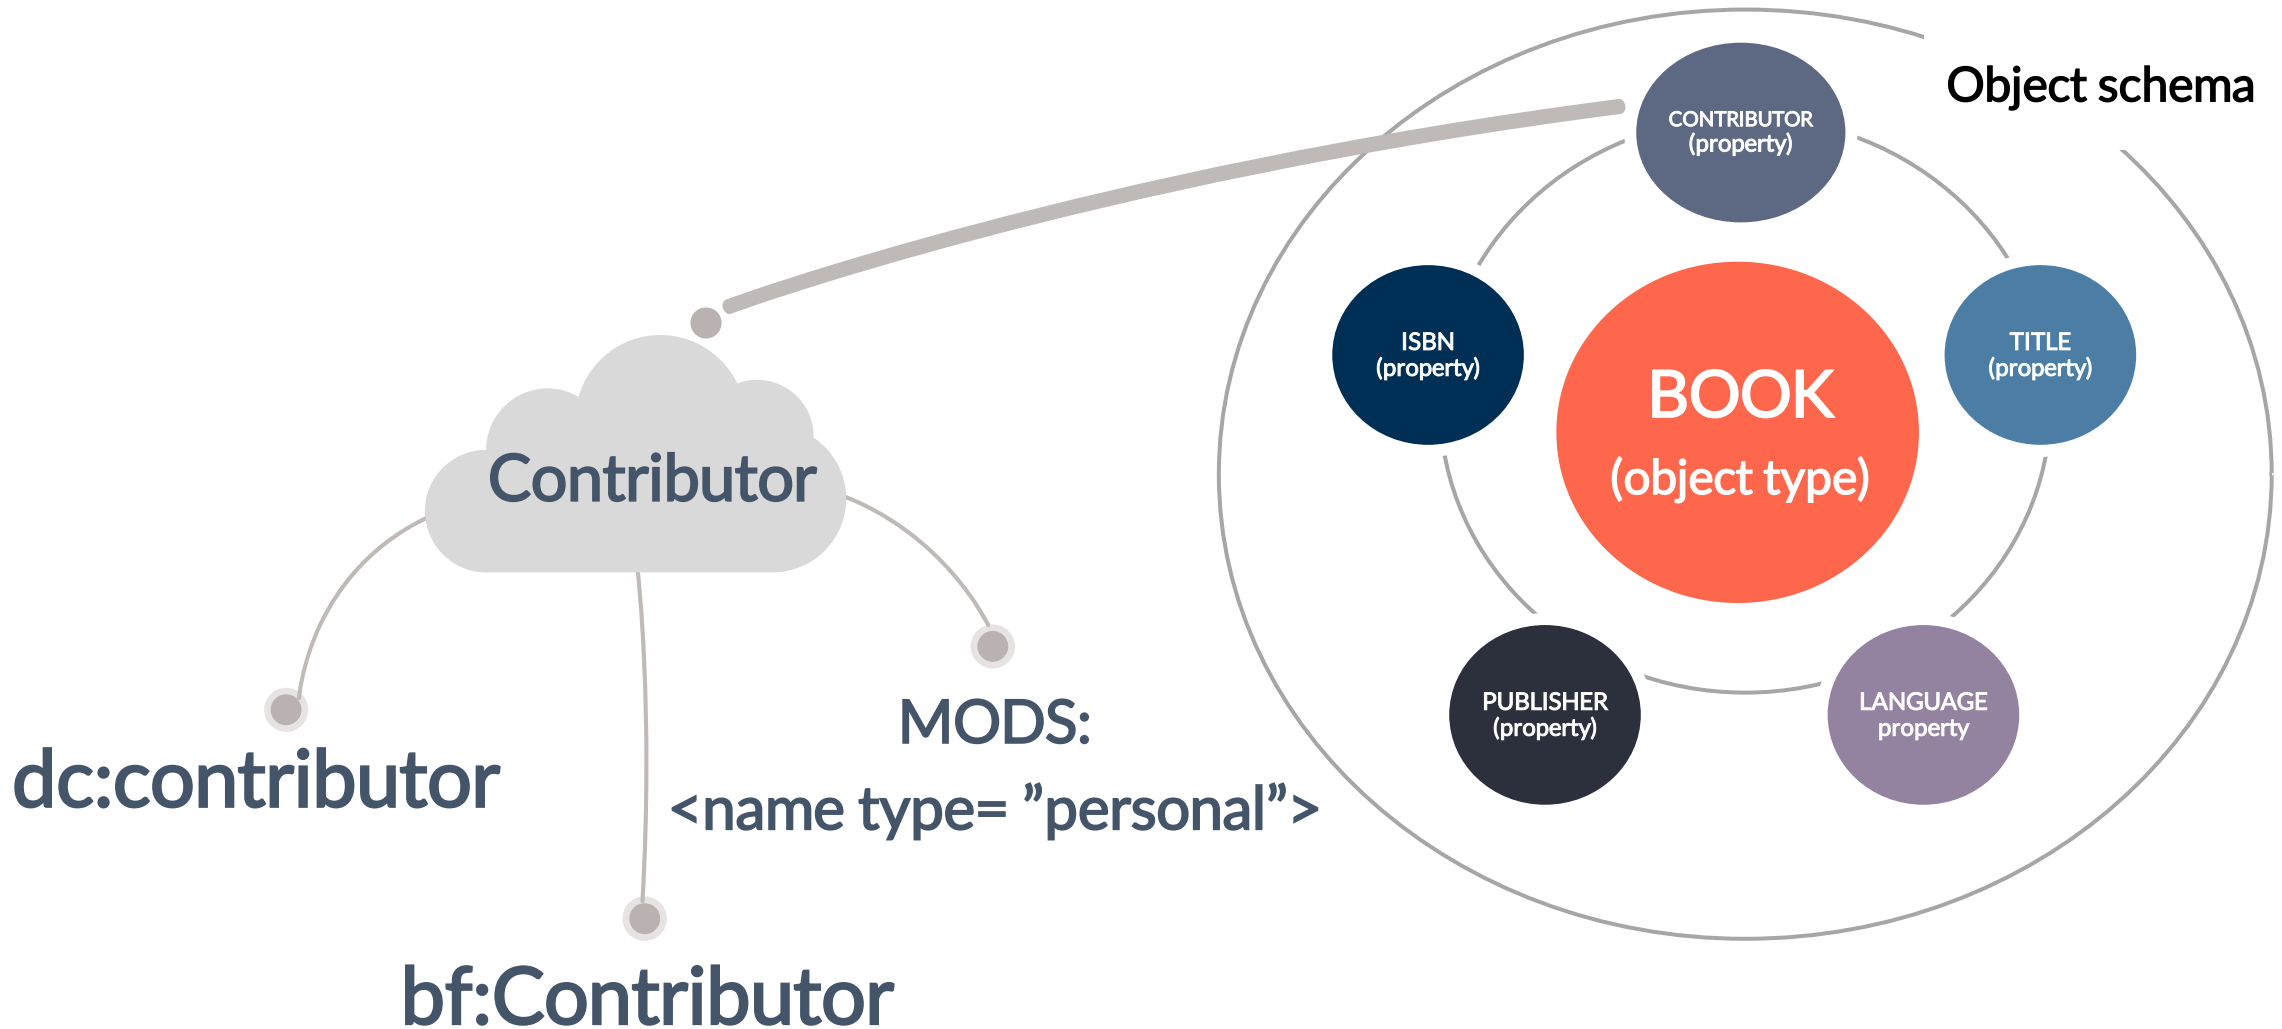 Object schema
CONTRIBUTOR
(property)
ISBN
(property)
TITLE
(property)
BOOK
(object type)
PUBLISHER
(property)
LANGUAGE
property
Contributor
MODS:
<name type= ”personal”>
dc:contributor
bf:Contributor